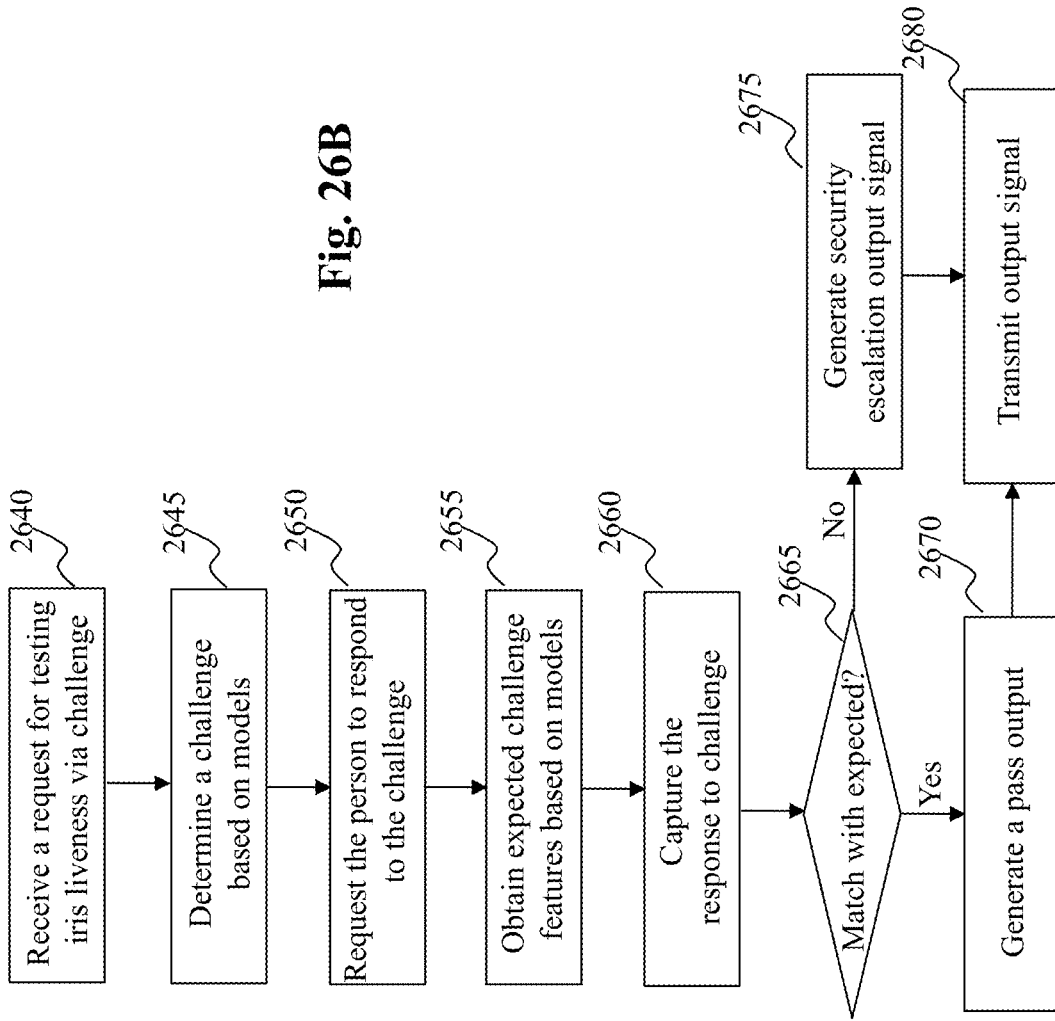 2640
Receive a request for testing
iris liveness via challenge
2645
Determine a challenge
based on models
2650
Request the person to respond
to the challenge
2655
Obtain expected challenge
features based on models
2660
Capture the
response to challenge
2665
Match with expected?
No
Yes
2675
Generate security
escalation output signal
2670
Generate a pass output
2680
Transmit output signal
Fig. 26B